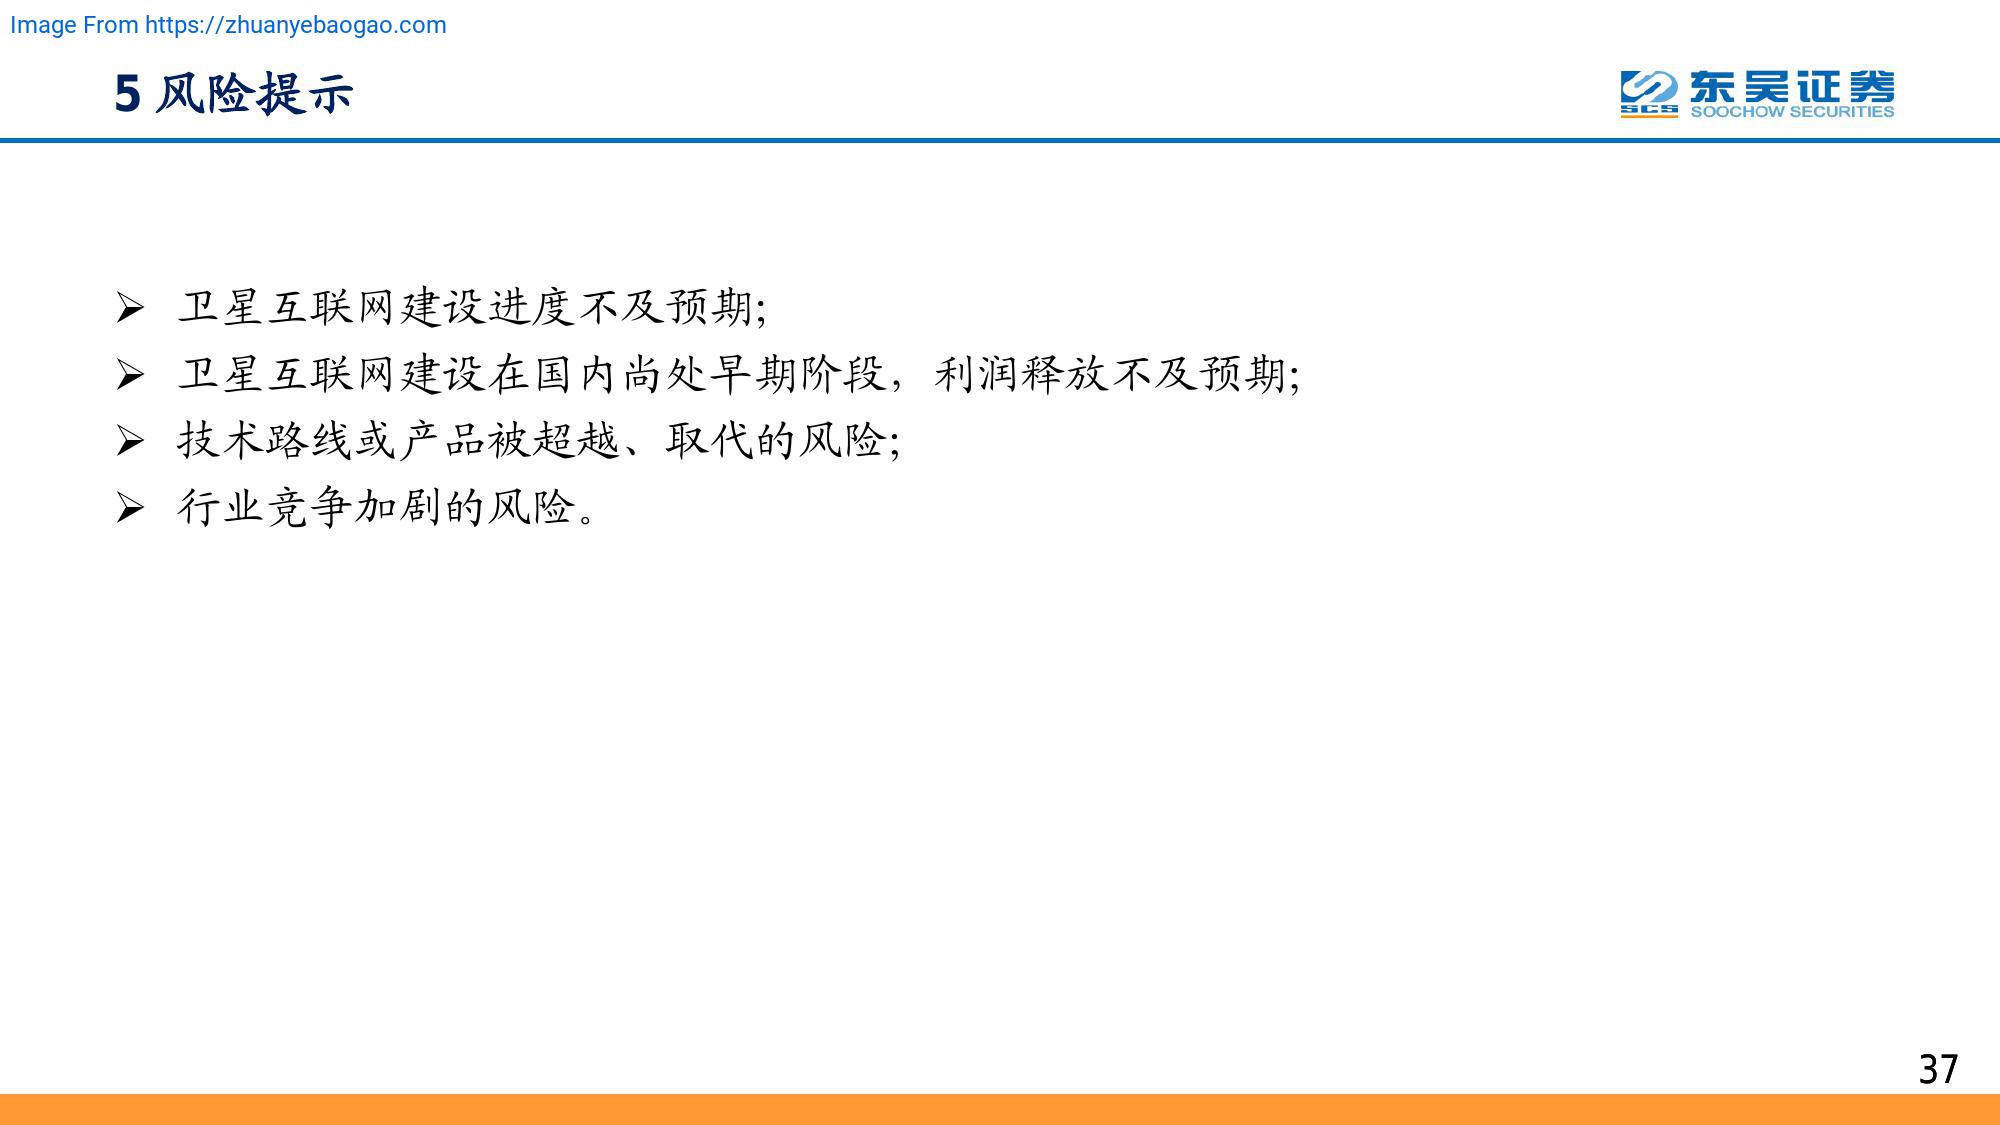 Image From https://zhuanyebaogao.com
5 风险提示
东吴证券
SCS
SOOCHOW SECURITIES
➢ 卫星互联网建设进度不及预期;
➢ 卫星互联网建设在国内尚处早期阶段，利润释放不及预期;
➢ 技术路线或产品被超越、取代的风险;
➢ 行业竞争加剧的风险。
37